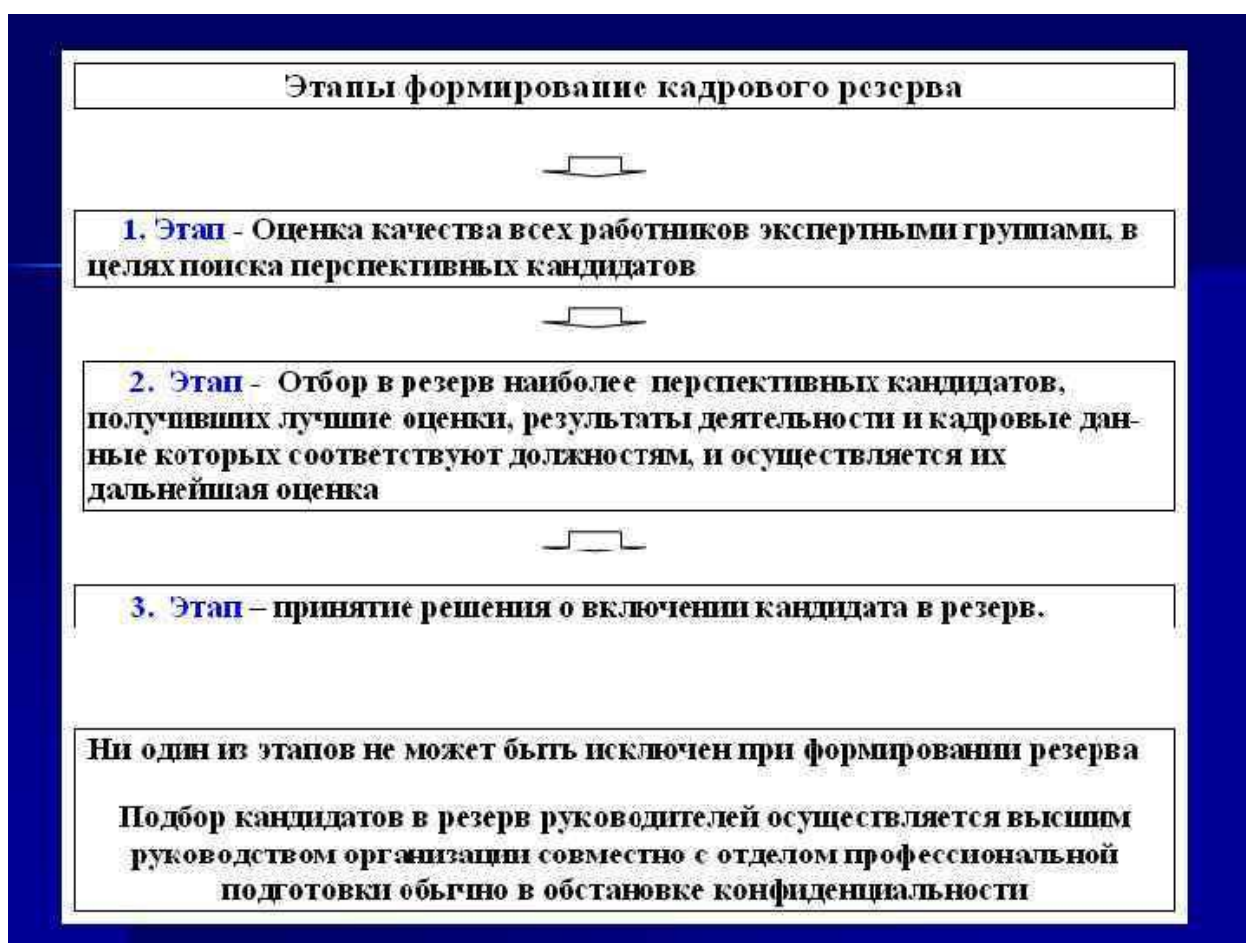 Этапы формирование кадрового резерва
1. Этап - Оценка качества всех работников экспертными группами, в
целях поиска перспективных кандидатов
2. Этап - Отбор в резерв наиболее перспективных кандидатов,
получивших лучшие оценки, результаты деятельности и кадровые дан-
ные которых соответствуют должностям, и осуществляется их
дальнейшая оценка
3. Этап – принятие решения о включении кандидата в резерв.
Ни один из этапов не может быть исключен при формировании резерва
Подбор кандидатов в резерв руководителей осуществляется высшим
руководством организации совместно с отделом профессиональной
подготовки обычно в обстановке конфиденциальности